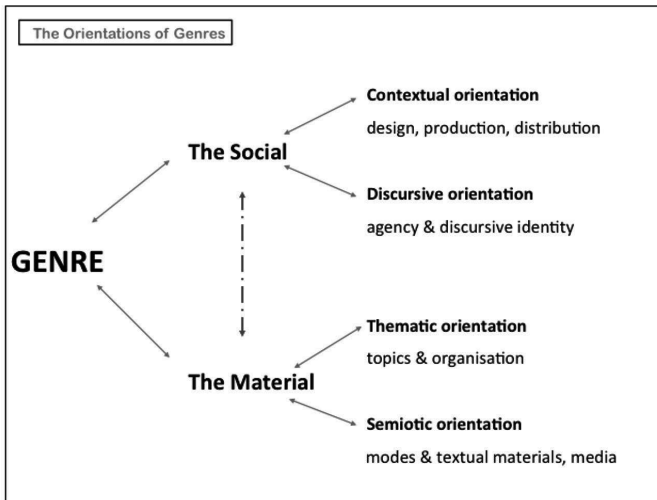 The Orientations of Genres
Contextual orientation
design, production, distribution
The Social
Discursive orientation
agency & discursive identity
GENRE
Thematic orientation
topics & organisation
The Material
Semiotic orientation
modes & textual materials, media